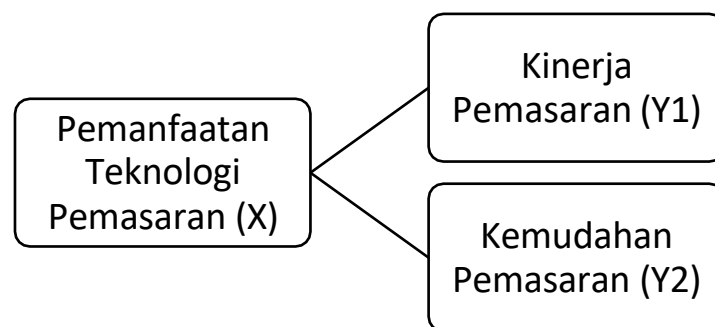 Pemanfaatan
Teknologi
Pemasaran (X)
Kinerja
Pemasaran (Y1)
Kemudahan
Pemasaran (Y2)